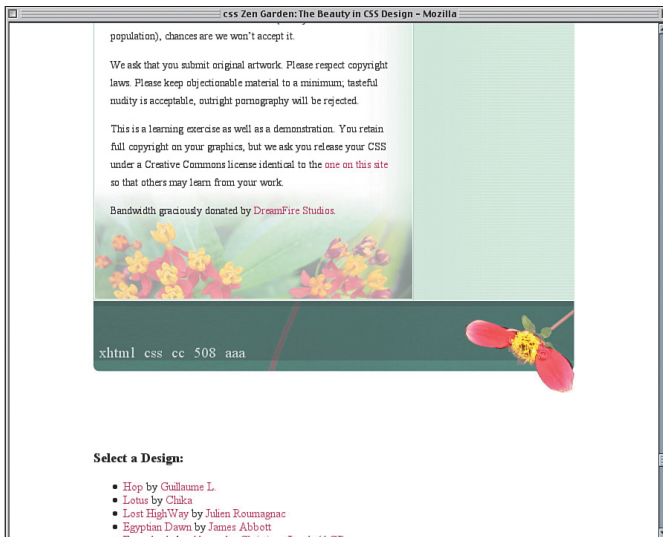 css Zen Garden: The Beauty in CSS Design - Mozilla
population), chances are we won't accept it.
We ask that you submit original artwork. Please respect copyright
laws. Please keep objectionable material to a minimum; tasteful
nudity is acceptable, outright pornography will be rejected.
This is a learning exercise as well as a demonstration. You retain
full copyright on your graphics, but we ask you release your CSS
under a Creative Commons license identical to the one on this site
so that others may learn from your work.
Bandwidth graciously donated by DreamFire Studios.
xhtml css cc 508 aaa
Select a Design:
• Hop by Guillaume L.
• Lotus by Chika
• Lost HighWay by Julien Roumagnac
• Egyptian Dawn by James Abbott